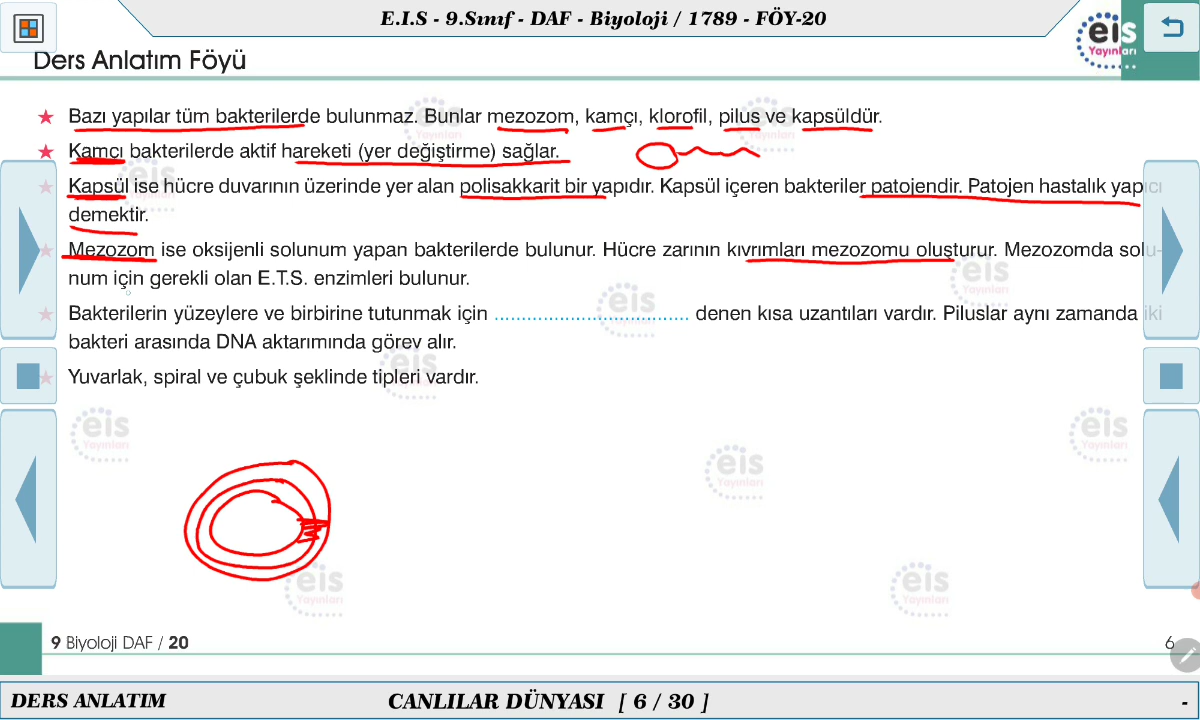 E.I.S - 9.Sınıf - DAF - Biyoloji / 1789 - FÖY-20
eis
Yayınları
Ders Anlatım Föyü
★ Bazı yapılar tüm bakterilerde bulunmaz. Bunlar mezozom, kamçı, klorofil, pilus ve kapsüldür.
★ Kamçı bakterilerde aktif hareketi (yer değiştirme) sağlar.
★ Kapsül ise hücre duvarının üzerinde yer alan polisakkarit bir yapıdır. Kapsül içeren bakteriler patojendir. Patojen hastalık yapıcı
demektir.
★ Mezozom ise oksijenli solunum yapan bakterilerde bulunur. Hücre zarının kıvrımları mezozomu oluşturur. Mezozomda solu-
num için gerekli olan E.T.S. enzimleri bulunur.
★ Bakterilerin yüzeylere ve birbirine tutunmak için .................................... denen kısa uzantıları vardır. Piluslar aynı zamanda iki
bakteri arasında DNA aktarımında görev alır.
★ Yuvarlak, spiral ve çubuk şeklinde tipleri vardır.
9 Biyoloji DAF / 20
6
DERS ANLATIM
CANLILAR DÜNYASI [ 6 / 30 ]
-